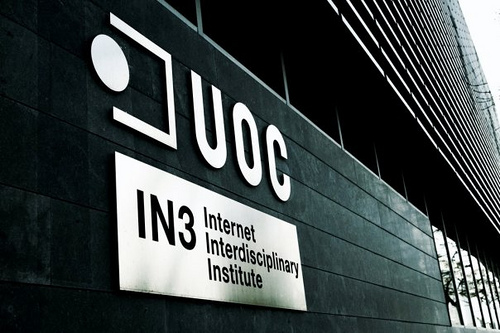 UOC
IN3 Internet
Interdisciplinary
Institute